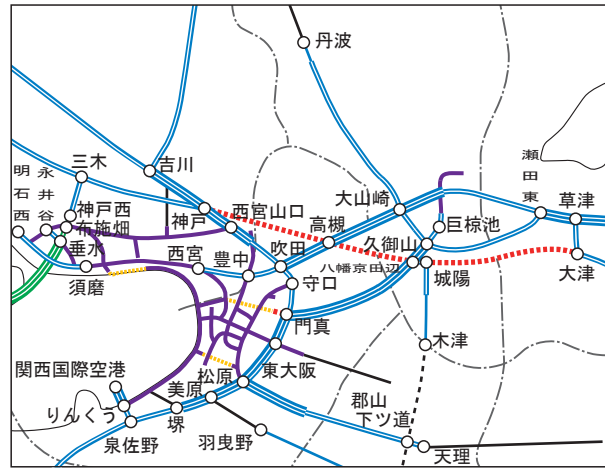 丹波
瀬田東
明石西
永井谷
三木
吉川
大山崎
草津
神戸西
神戸
西宮山口
高槻
巨椋池
布施畑
久御山
垂水
西宮
豊中
吹田
八幡京田辺
城陽
大津
須磨
守口
門真
木津
関西国際空港
美原
松原
東大阪
郡山
下ツ道
りんくう
堺
羽曳野
泉佐野
天理